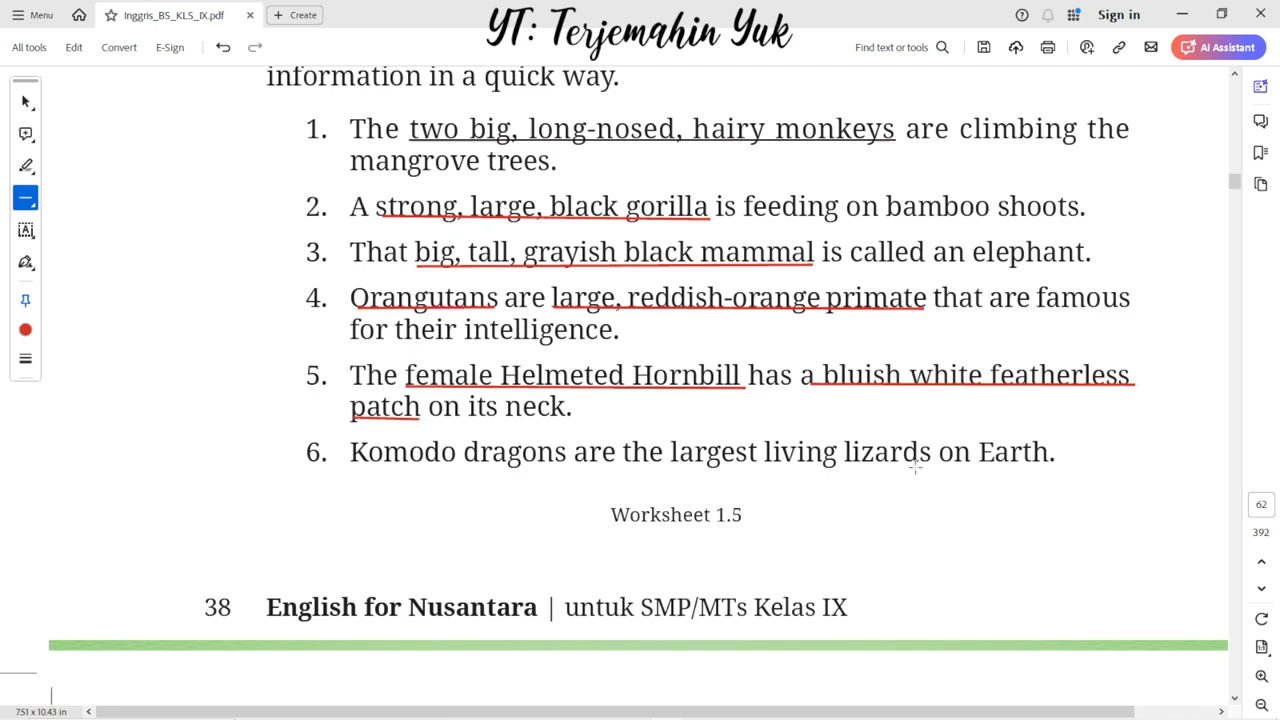 Menu
Inggris_BS_KLS_IX.pdf
Create
YT: Terjemahin Yuk
Sign in
All tools
Edit
Convert
E-Sign
Find text or tools
AI Assistant
information in a quick way.
1. The two big, long-nosed, hairy monkeys are climbing the
mangrove trees.
2. A strong, large, black gorilla is feeding on bamboo shoots.
3. That big, tall, grayish black mammal is called an elephant.
4. Orangutans are large, reddish-orange primate that are famous
for their intelligence.
5. The female Helmeted Hornbill has a bluish white featherless
patch on its neck.
6. Komodo dragons are the largest living lizards on Earth.
Worksheet 1.5
62
392
38 English for Nusantara | untuk SMP/MTs Kelas IX
7.51 x 10.43 in